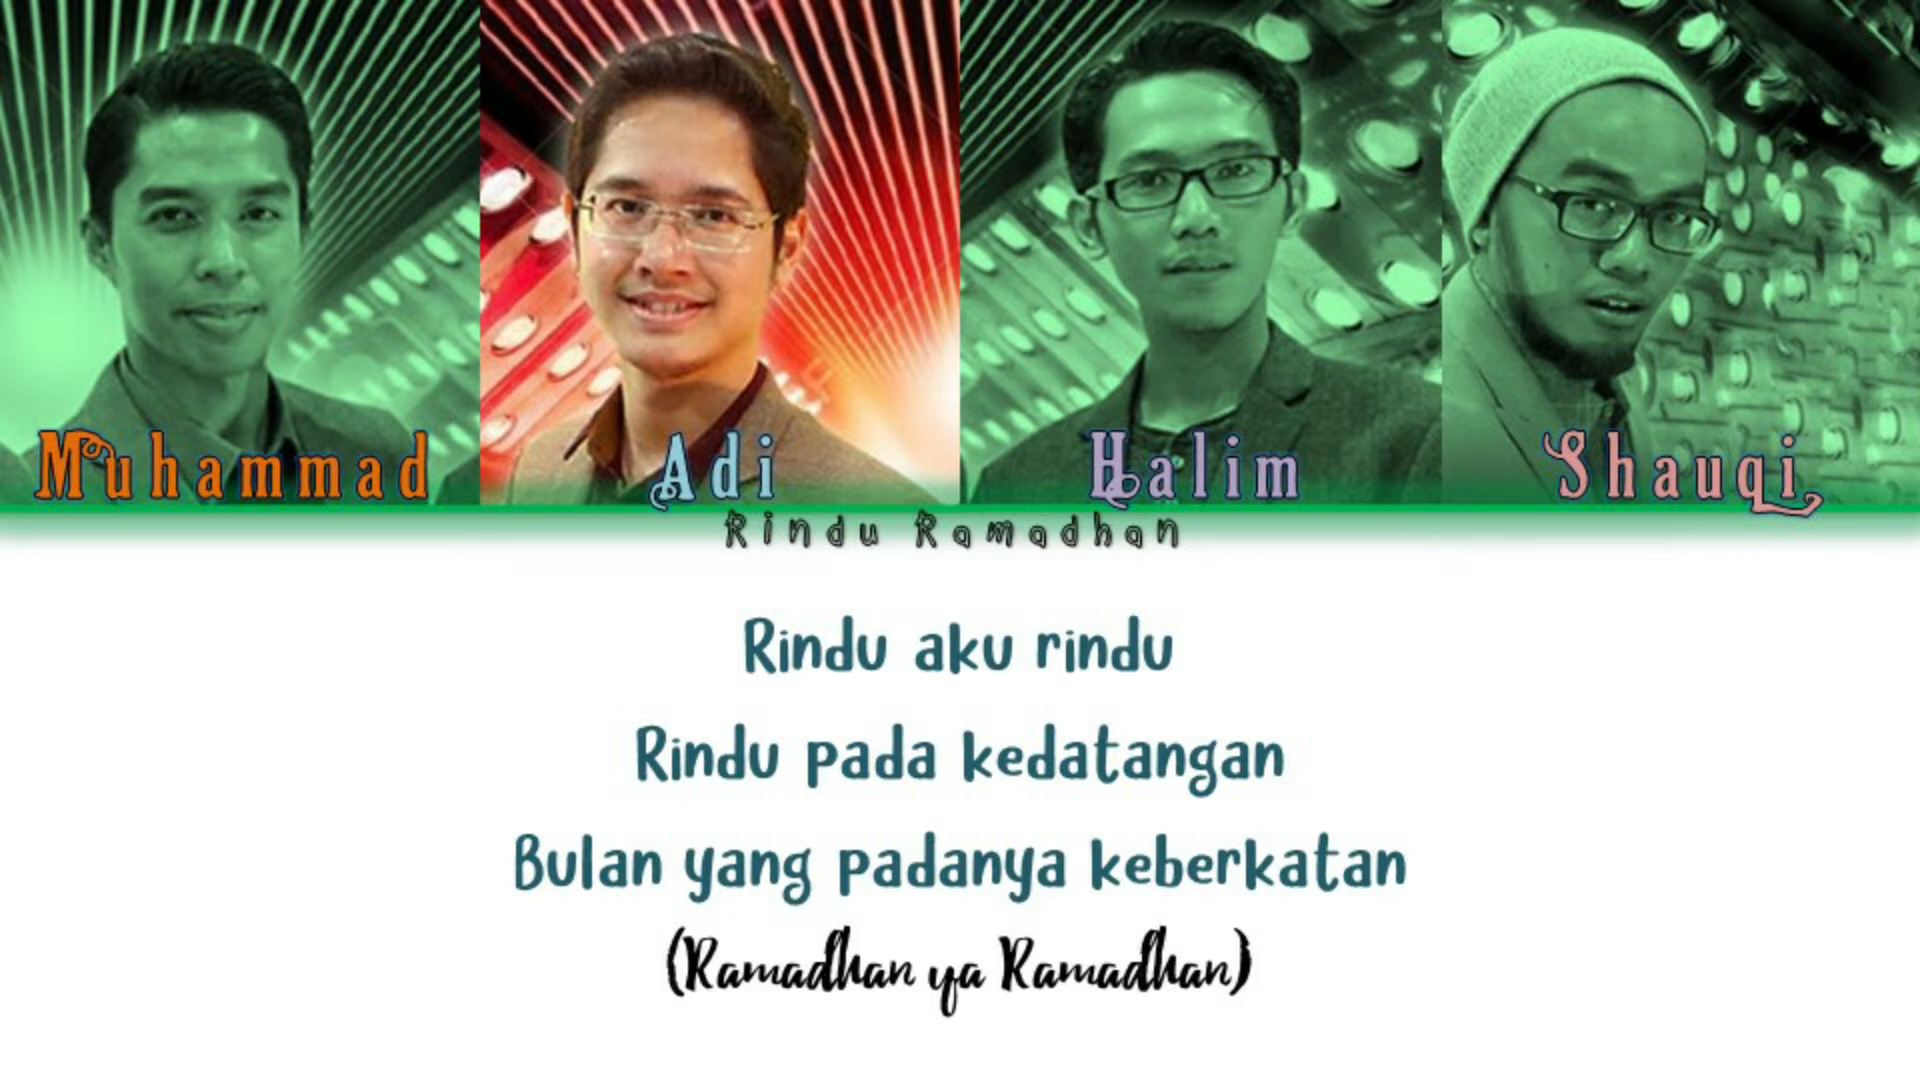 Muhammad
Adi
Halim
Shauqi
Rindu Ramadhan
Rindu aku rindu
Rindu pada kedatangan
Bulan yang padanya keberkatan
(Ramadhan ya Ramadhan)